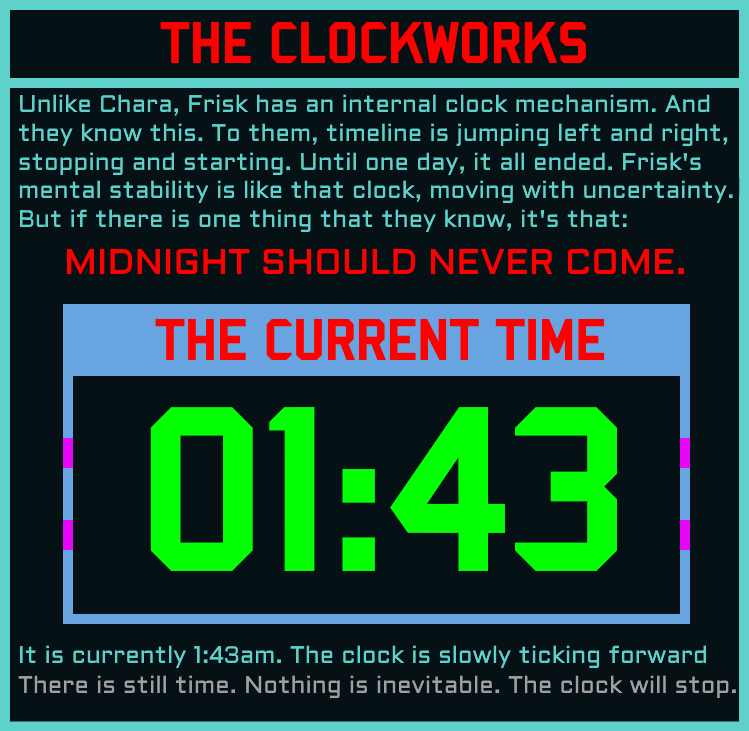 THE CLOCKWORKS
Unlike Chara, Frisk has an internal clock mechanism. And
they know this. To them, timeline is jumping left and right,
stopping and starting. Until one day, it all ended. Frisk's
mental stability is like that clock, moving with uncertainty.
But if there is one thing that they know, it's that:
MIDNIGHT SHOULD NEVER COME.
THE CURRENT TIME
01:43
It is currently 1:43am. The clock is slowly ticking forward
There is still time. Nothing is inevitable. The clock will stop.